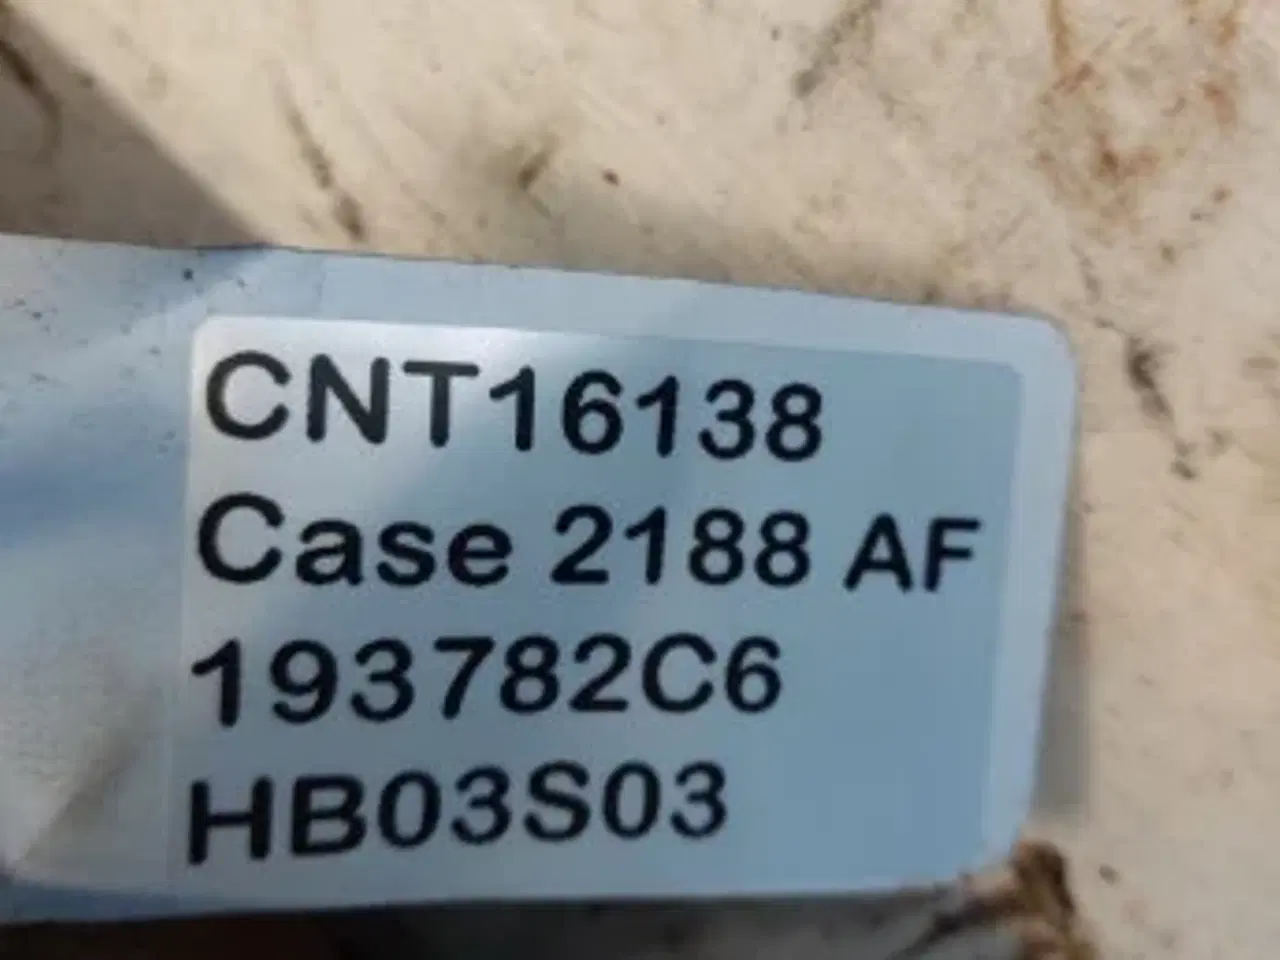 CNT16138
Case 2188 AF
193782C6
HB03S03